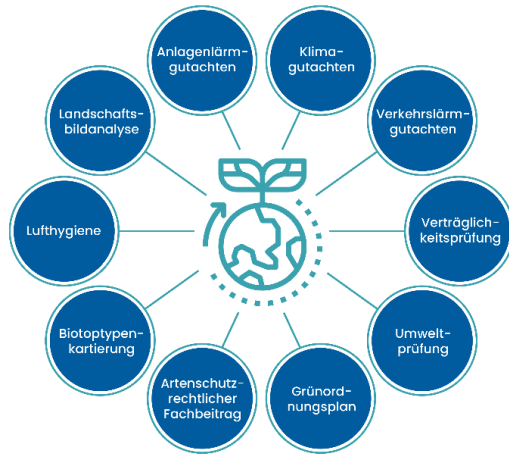 Anlagenlärm-
gutachten
Klima-
gutachten
Landschafts-
bildanalyse
Verkehrslärm-
gutachten
Lufthygiene
Verträglich-
keitsprüfung
Biotoptypen-
kartierung
Umwelt-
prüfung
Artenschutz-
rechtlicher
Fachbeitrag
Grünord-
nungsplan